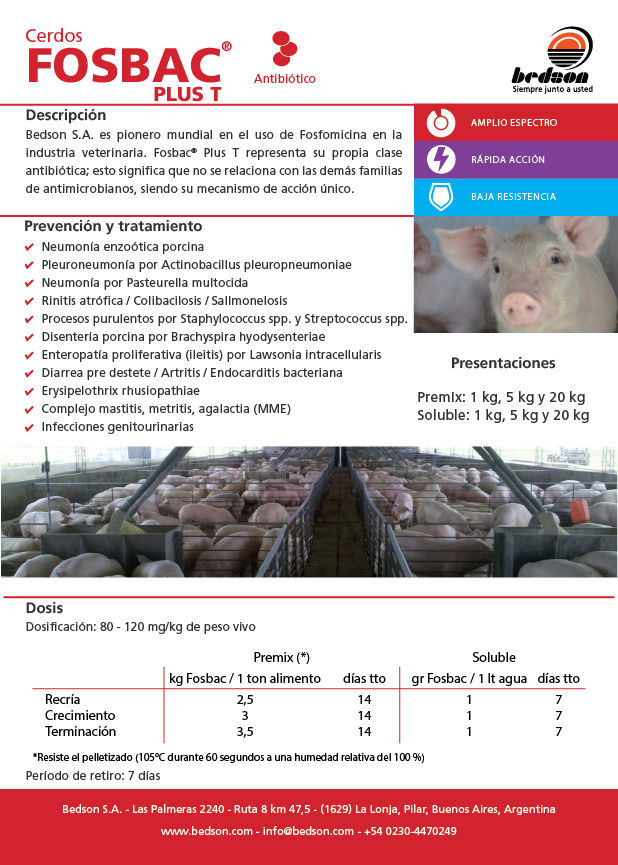 Cerdos
FOSBAC®
PLUS T
Antibiótico
bedson
Siempre junto a usted
Descripción
Bedson S.A. es pionero mundial en el uso de Fosfomicina en la
industria veterinaria. Fosbac® Plus T representa su propia clase
antibiótica; esto significa que no se relaciona con las demás familias
de antimicrobianos, siendo su mecanismo de acción único.
AMPLIO ESPECTRO
RÁPIDA ACCIÓN
BAJA RESISTENCIA
Prevención y tratamiento
✔ Neumonía enzoótica porcina
✔ Pleuroneumonía por Actinobacillus pleuropneumoniae
✔ Neumonía por Pasteurella multocida
✔ Rinitis atrófica / Colibacilosis / Sallmonelosis
✔ Procesos purulentos por Staphylococcus spp. y Streptococcus spp.
✔ Disentería porcina por Brachyspira hyodysenteriae
✔ Enteropatía proliferativa (ileitis) por Lawsonia intracellularis
✔ Diarrea pre destete / Artritis / Endocarditis bacteriana
✔ Erysipelothrix rhusiopathiae
✔ Complejo mastitis, metritis, agalactia (MME)
✔ Infecciones genitourinarias
Presentaciones
Premix: 1 kg, 5 kg y 20 kg
Soluble: 1 kg, 5 kg y 20 kg
Dosis
Dosificación: 80 - 120 mg/kg de peso vivo
Premix (*) Soluble
kg Fosbac / 1 ton alimento días tto gr Fosbac / 1 lt agua días tto
Recría 2,5 14 1 7
Crecimiento 3 14 1 7
Terminación 3,5 14 1 7
*Resiste el pelletizado (105ºC durante 60 segundos a una humedad relativa del 100 %)
Período de retiro: 7 días
Bedson S.A. - Las Palmeras 2240 - Ruta 8 km 47,5 - (1629) La Lonja, Pilar, Buenos Aires, Argentina
www.bedson.com - info@bedson.com - +54 0230-4470249